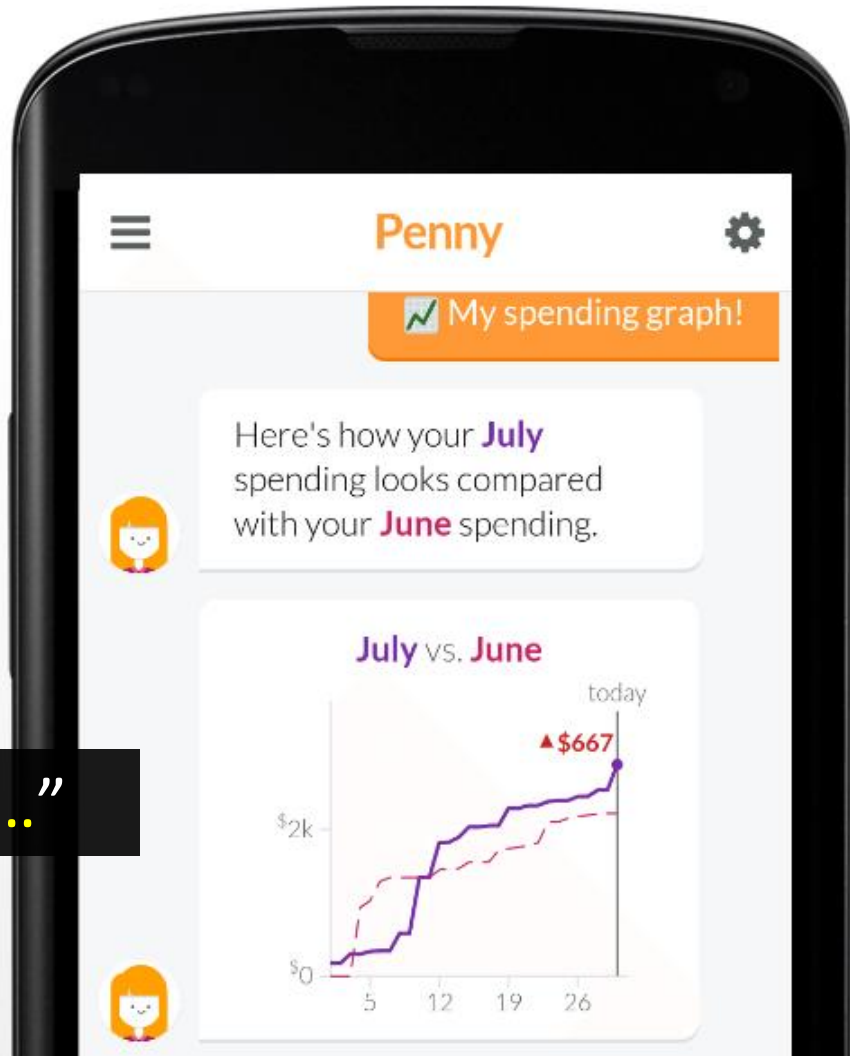 Penny
My spending graph!
Here's how your July
spending looks compared
with your June spending.
July vs. June
today
▲$667
$2k
$0
5 12 19 26
..”